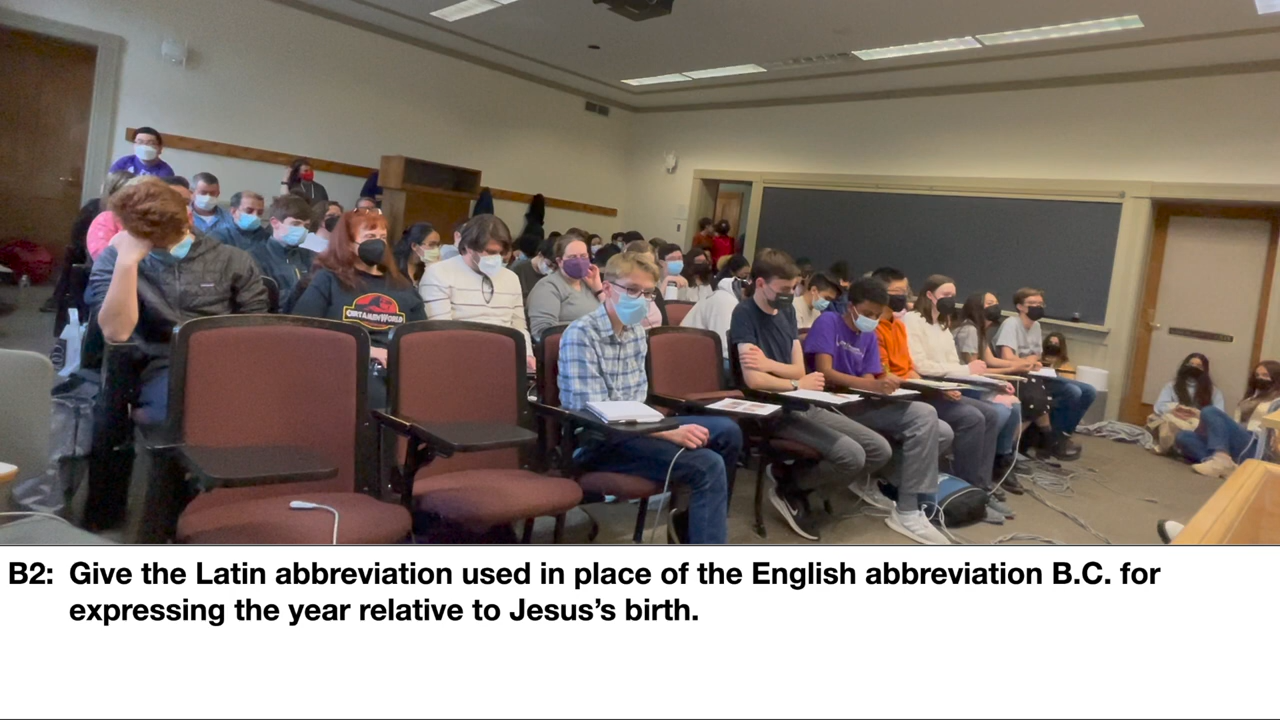 B2: Give the Latin abbreviation used in place of the English abbreviation B.C. for
expressing the year relative to Jesus's birth.